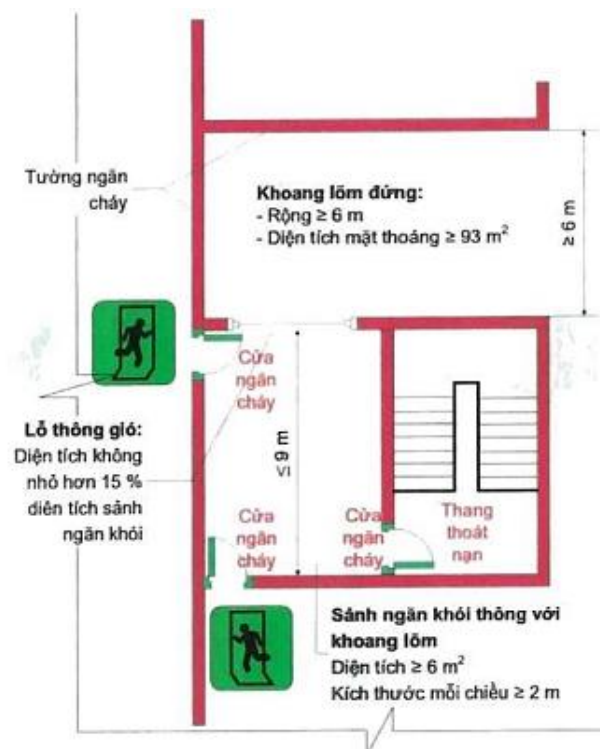 Tường ngăn
cháy
Khoang lõm đứng:
- Rộng ≥ 6 m
- Diện tích mặt thoáng ≥ 93 m²
≥ 6 m
Cửa
ngăn
cháy
Lỗ thông gió:
Diện tích không
nhỏ hơn 15 %
diên tích sảnh
ngăn khói
≤ 9 m
Cửa
ngăn
cháy
Cửa
ngăn
cháy
Thang
thoát
nạn
Sảnh ngăn khói thông với
khoang lõm
Diện tích ≥ 6 m²
Kích thước mỗi chiều ≥ 2 m